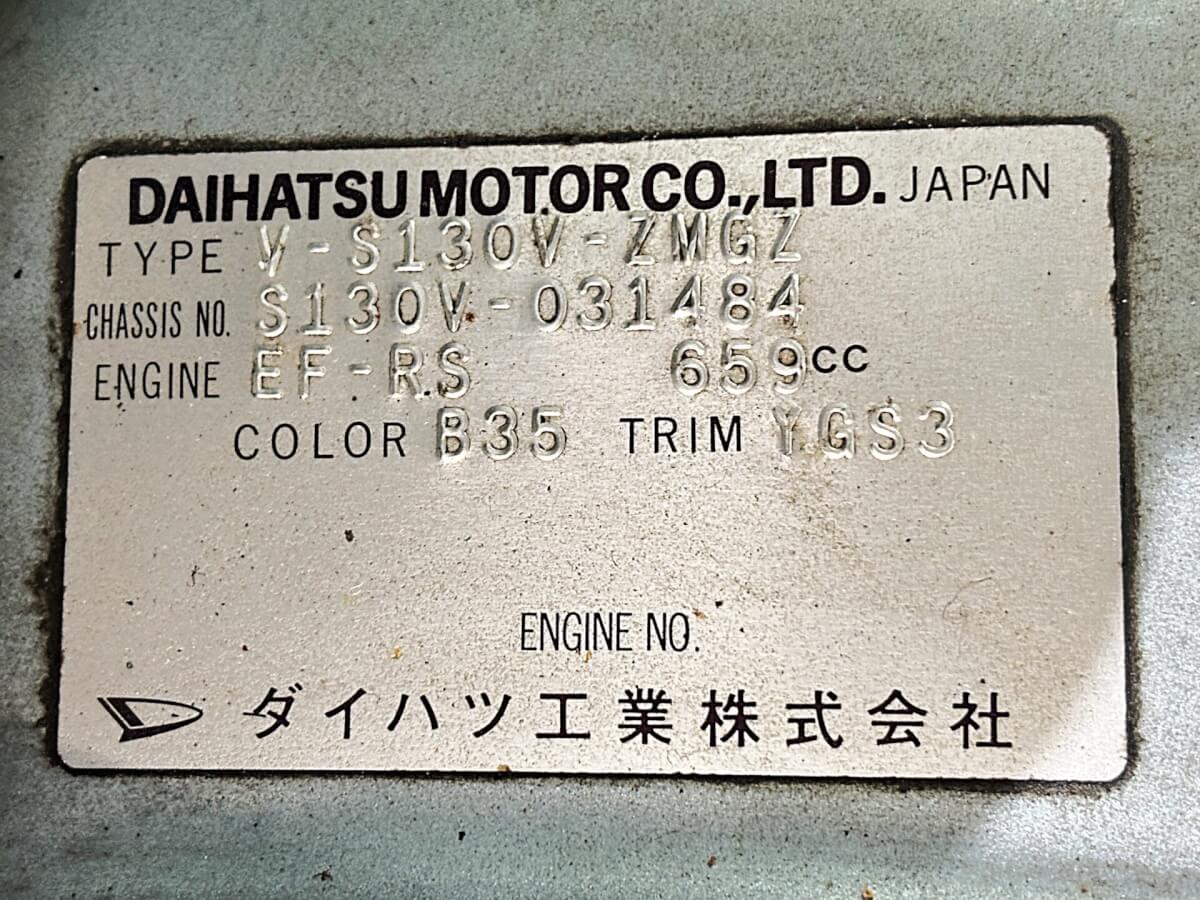 DAIHATSU MOTOR CO.,LTD. JAPAN
TYPE V-S130V-ZMGZ
CHASSIS NO. S130V-031484
ENGINE EF-RS 659CC
COLOR B35 TRIM YGS3
ENGINE NO.
ダイハツ工業株式会社